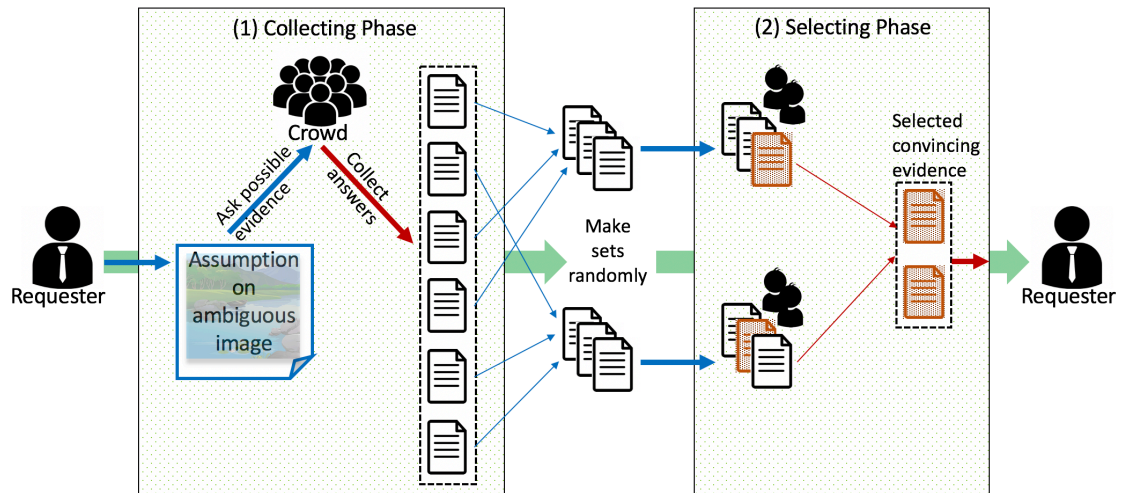 (1) Collecting Phase
(2) Selecting Phase
Crowd
Ask possible
evidence
Collect
answers
Requester
Assumption
on
ambiguous
image
Make
sets
randomly
Selected
convincing
evidence
Requester